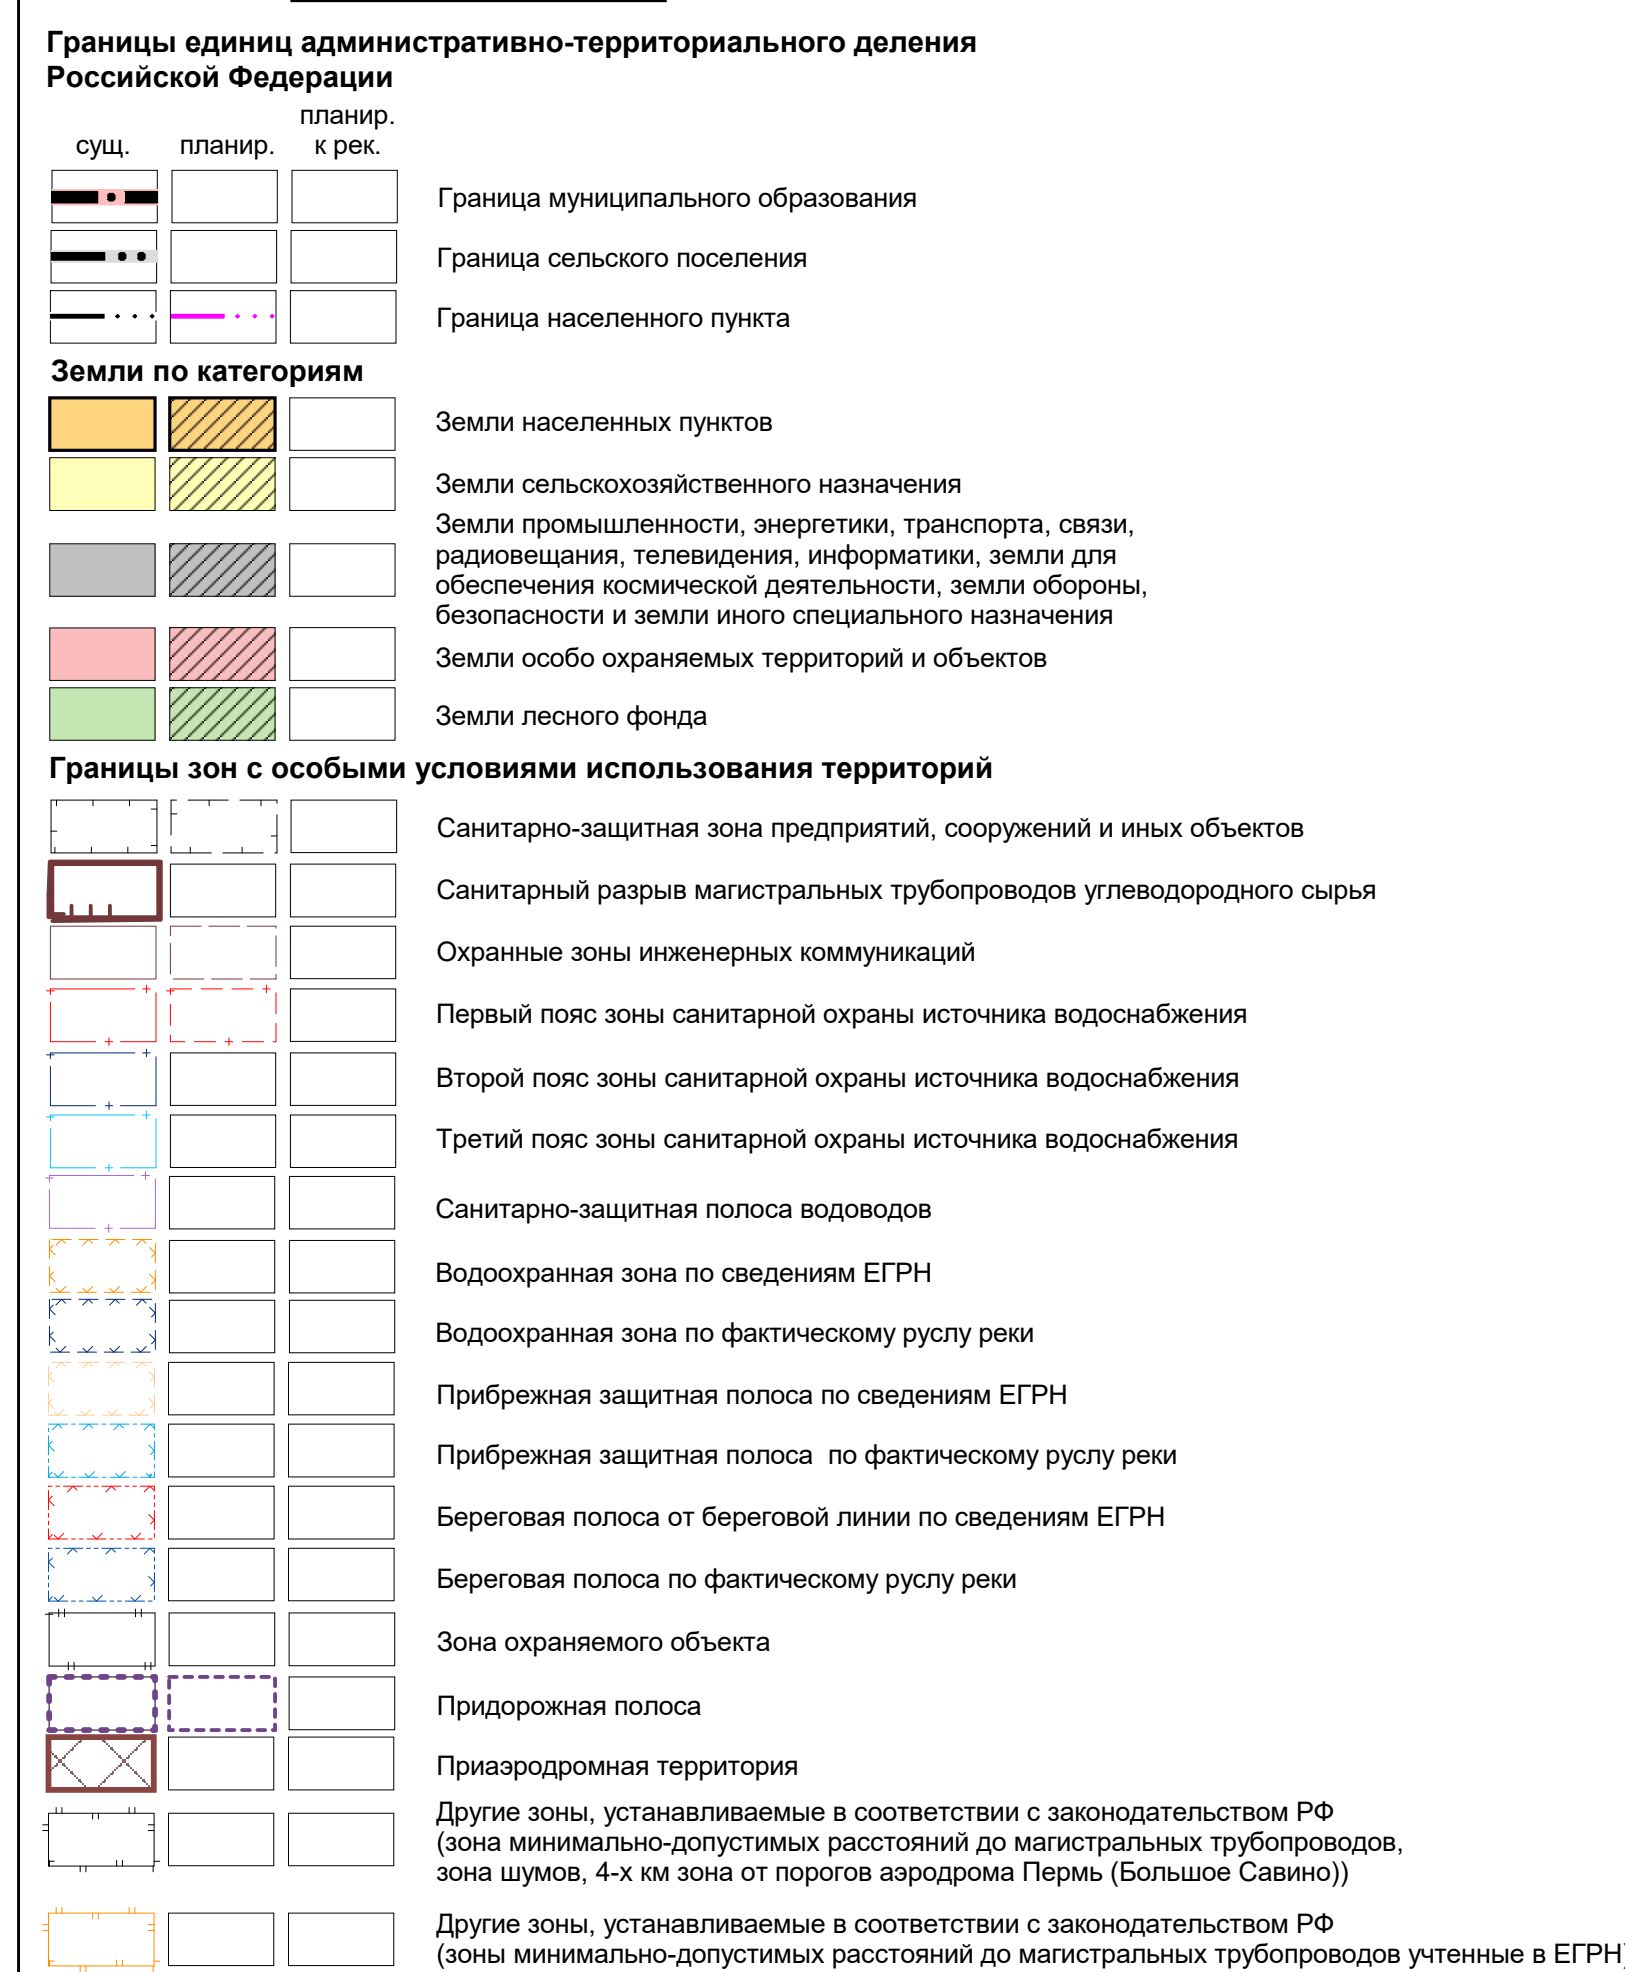 Границы единиц административно-территориального деления
Российской Федерации
планир.
сущ. планир. к рек.
Граница муниципального образования
Граница сельского поселения
Граница населенного пункта
Земли по категориям
Земли населенных пунктов
Земли сельскохозяйственного назначения
Земли промышленности, энергетики, транспорта, связи,
радиовещания, телевидения, информатики, земли для
обеспечения космической деятельности, земли обороны,
безопасности и земли иного специального назначения
Земли особо охраняемых территорий и объектов
Земли лесного фонда
Границы зон с особыми условиями использования территорий
Санитарно-защитная зона предприятий, сооружений и иных объектов
Санитарный разрыв магистральных трубопроводов углеводородного сырья
Охранные зоны инженерных коммуникаций
Первый пояс зоны санитарной охраны источника водоснабжения
Второй пояс зоны санитарной охраны источника водоснабжения
Третий пояс зоны санитарной охраны источника водоснабжения
Санитарно-защитная полоса водоводов
Водоохранная зона по сведениям ЕГРН
Водоохранная зона по фактическому руслу реки
Прибрежная защитная полоса по сведениям ЕГРН
Прибрежная защитная полоса по фактическому руслу реки
Береговая полоса от береговой линии по сведениям ЕГРН
Береговая полоса по фактическому руслу реки
Зона охраняемого объекта
Придорожная полоса
Приаэродромная территория
Другие зоны, устанавливаемые в соответствии с законодательством РФ
(зона минимально-допустимых расстояний до магистральных трубопроводов,
зона шумов, 4-х км зона от порогов аэродрома Пермь (Большое Савино))
Другие зоны, устанавливаемые в соответствии с законодательством РФ
(зоны минимально-допустимых расстояний до магистральных трубопроводов учтенные в ЕГРН)